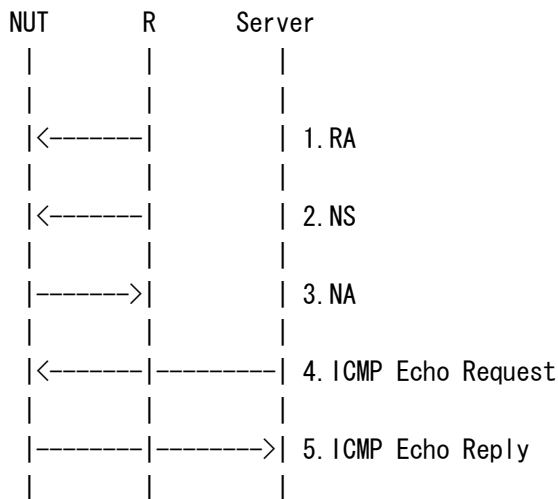 NUT R Server
1. RA
2. NS
3. NA
4. ICMP Echo Request
5. ICMP Echo Reply